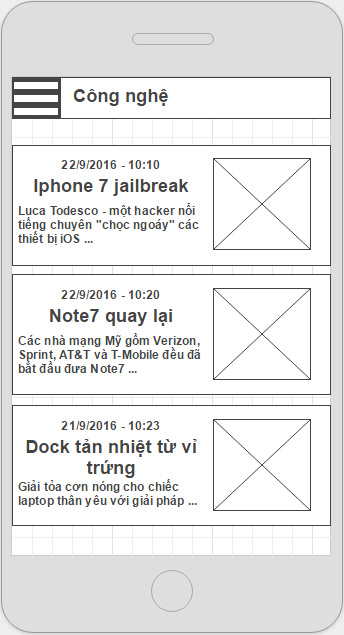 Công nghệ
22/9/2016 - 10:10
Iphone 7 jailbreak
Luca Todesco - một hacker nổi
tiếng chuyên "chọc ngoáy" các
thiết bị iOS ...
22/9/2016 - 10:20
Note7 quay lại
Các nhà mạng Mỹ gồm Verizon,
Sprint, AT&T và T-Mobile đều đã
bắt đầu đưa Note7 ...
21/9/2016 - 10:23
Dock tản nhiệt từ vỉ
trứng
Giải tỏa cơn nóng cho chiếc
laptop thân yêu với giải pháp ...